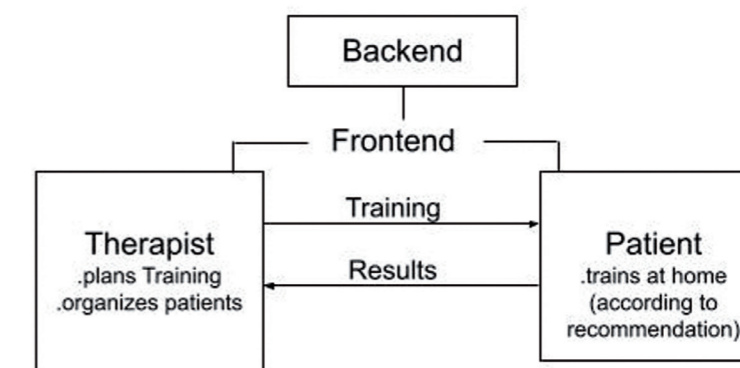 Backend
Frontend
Training
Therapist
.plans Training
.organizes patients
Results
Patient
.trains at home
(according to
recommendation)